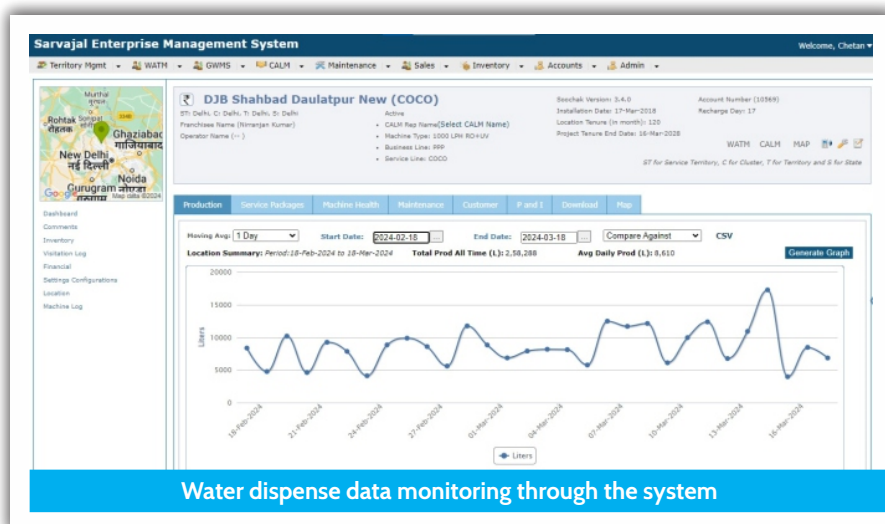 Sarvajal Enterprise Management System
Welcome, Chetan
Territory Mgmt WATM GWMS CALM Maintenance Sales Inventory Accounts Admin
Murthal
Rohtak Sonipat
रोहतक
Ghaziabad
गाज़ियाबाद
New Delhi
नई दिल्ली
Noida
Gurugram
Google Map data ©2024
Dashboard
Comments
Inventory
Visitation Log
Financial
Settings Configurations
Location
Machine Log
DJB Shahbad Daulatpur New (COCO)
ST: Delhi, C: Delhi, T: Delhi, S: Delhi
Franchisee Name (Niranjan Kumar)
Operator Name (-- )
Active
CALM Rep Name(Select CALM Name)
Machine Type: 1000 LPH RO+UV
Business Line: PPP
Service Line: COCO
Soochak Version: 3.4.0
Installation Date: 17-Mar-2018
Location Tenure (in month): 120
Project Tenure End Date: 16-Mar-2028
Account Number (10569)
Recharge Day: 17
WATM CALM MAP
ST for Service Territory, C for Cluster, T for Territory and S for State
Production Service Packages Machine Health Maintenance Customer P and I Download Map
Moving Avg: 1 Day Start Date: 2024-02-18 ... End Date: 2024-03-18 ... Compare Against CSV
Location Summary: Period:18-Feb-2024 to 18-Mar-2024 Total Prod All Time (L): 2,58,288 Avg Daily Prod (L): 8,610 Generate Graph
20000
15000
Liters
10000
5000
0
18-Feb-2024 21-Feb-2024 24-Feb-2024 27-Feb-2024 01-Mar-2024 04-Mar-2024 07-Mar-2024 10-Mar-2024 13-Mar-2024 16-Mar-2024
Liters
Water dispense data monitoring through the system